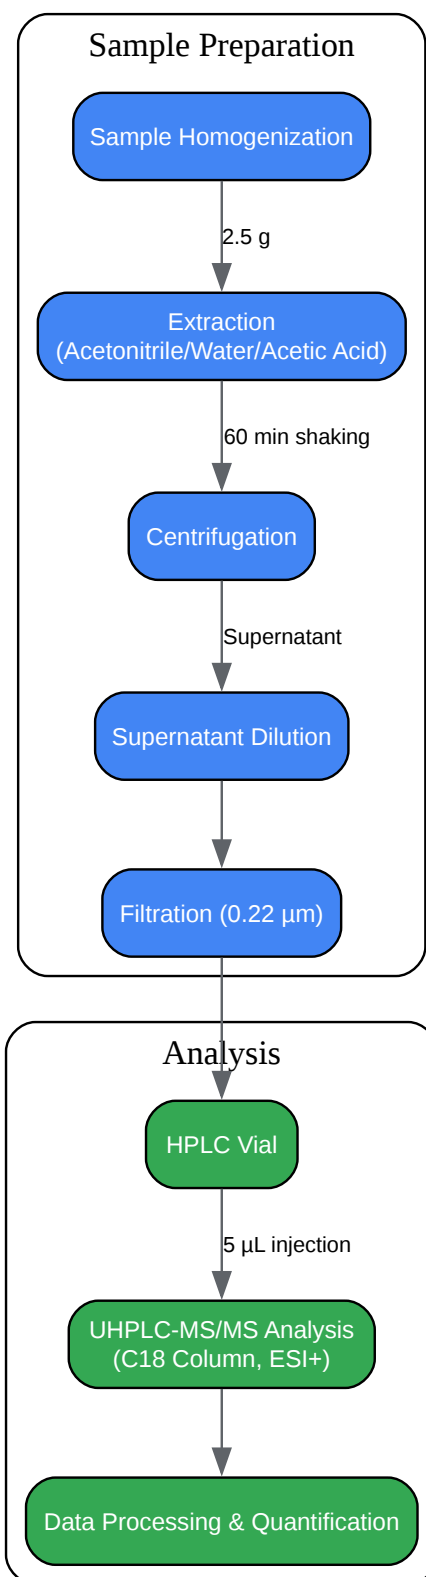 Sample Preparation
Sample Homogenization
2.5 g
Extraction
(Acetonitrile/Water/Acetic Acid)
60 min shaking
Centrifugation
Supernatant
Supernatant Dilution
Filtration (0.22 µm)
Analysis
HPLC Vial
5 µL injection
UHPLC-MS/MS Analysis
(C18 Column, ESI+)
Data Processing & Quantification